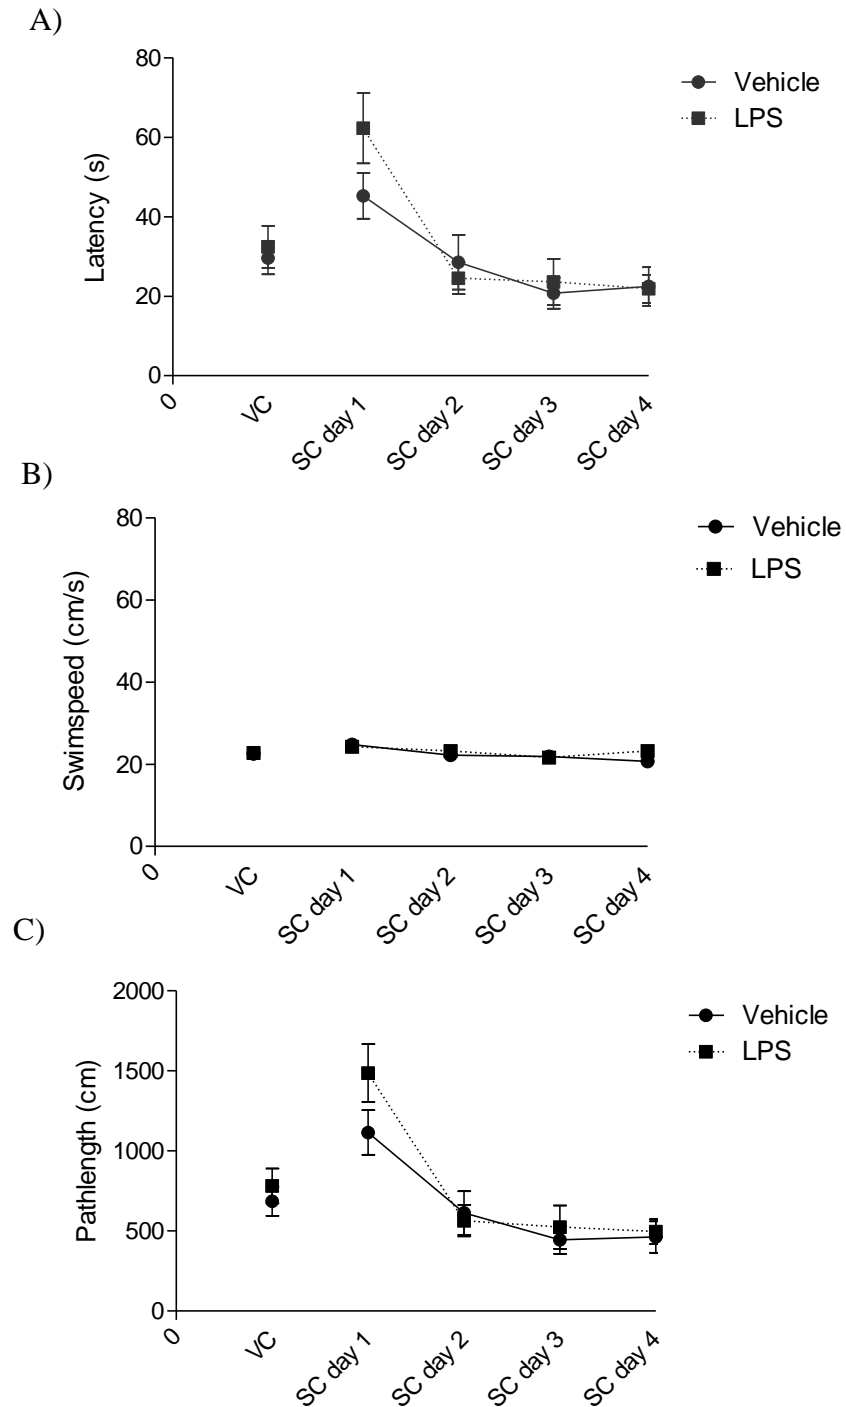 A)
80
60
40
20
0
Latency (s)
0
VC
SC day 1
SC day 2
SC day 3
SC day 4
Vehicle
LPS
B)
80
60
40
20
0
Swimspeed (cm/s)
0
VC
SC day 1
SC day 2
SC day 3
SC day 4
Vehicle
LPS
C)
2000
1500
1000
500
0
Pathlength (cm)
0
VC
SC day 1
SC day 2
SC day 3
SC day 4
Vehicle
LPS